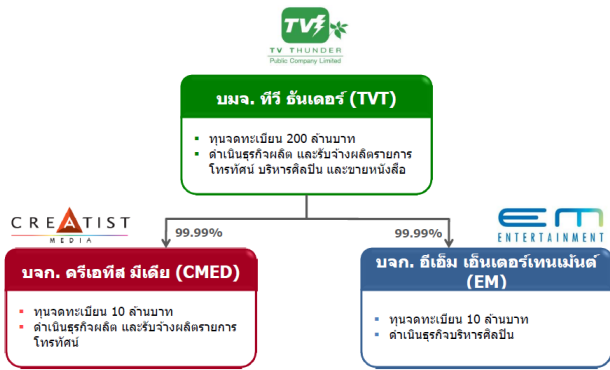 TVT
TV THUNDER
Public Company Limited
บมจ. ทีวี ธันเดอร์ (TVT)
▪ ทุนจดทะเบียน 200 ล้านบาท
▪ ดำเนินธุรกิจผลิต และรับจ้างผลิตรายการ
โทรทัศน์ บริหารศิลปิน และขายหนังสือ
CREATIST
MEDIA
99.99%
99.99%
em
ENTERTAINMENT
บจก. ครีเอทีส มีเดีย (CMED)
▪ ทุนจดทะเบียน 10 ล้านบาท
▪ ดำเนินธุรกิจผลิต และรับจ้างผลิตรายการ
โทรทัศน์
บจก. อีเอ็ม เอ็นเตอร์เทนเม้นต์
(EM)
▪ ทุนจดทะเบียน 10 ล้านบาท
▪ ดำเนินธุรกิจบริหารศิลปิน